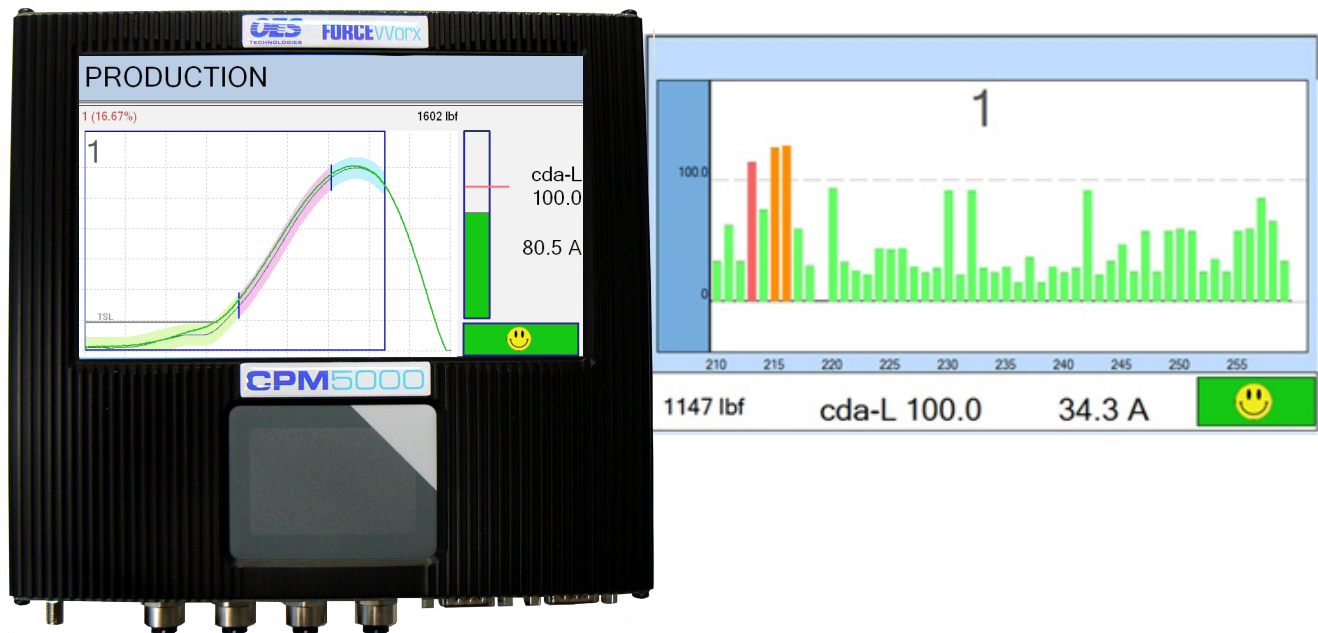 OES FORCEVVorx
TECHNOLOGIES
PRODUCTION
1 (16.67%) 1602 lbf
1
TSL
cda-L
100.0
80.5 A
CPM5000
1
100.0
0
210 215 220 225 230 235 240 245 250 255
1147 lbf cda-L 100.0 34.3 A